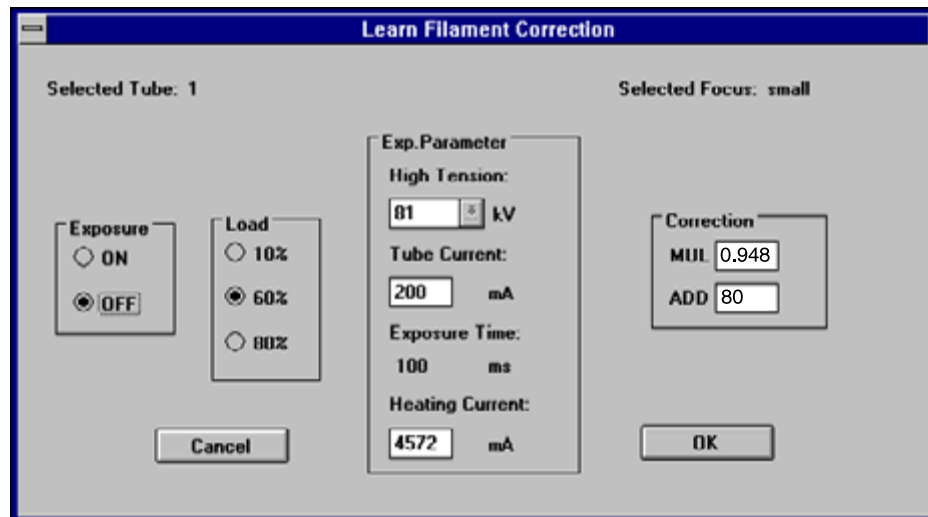 Learn Filament Correction
Selected Tube: 1
Selected Focus: small
Exposure
ON
OFF
Load
10%
60%
80%
Exp.Parameter
High Tension:
81 kV
Tube Current:
200 mA
Exposure Time:
100 ms
Heating Current:
4572 mA
Correction
MUL 0.948
ADD 80
Cancel
OK